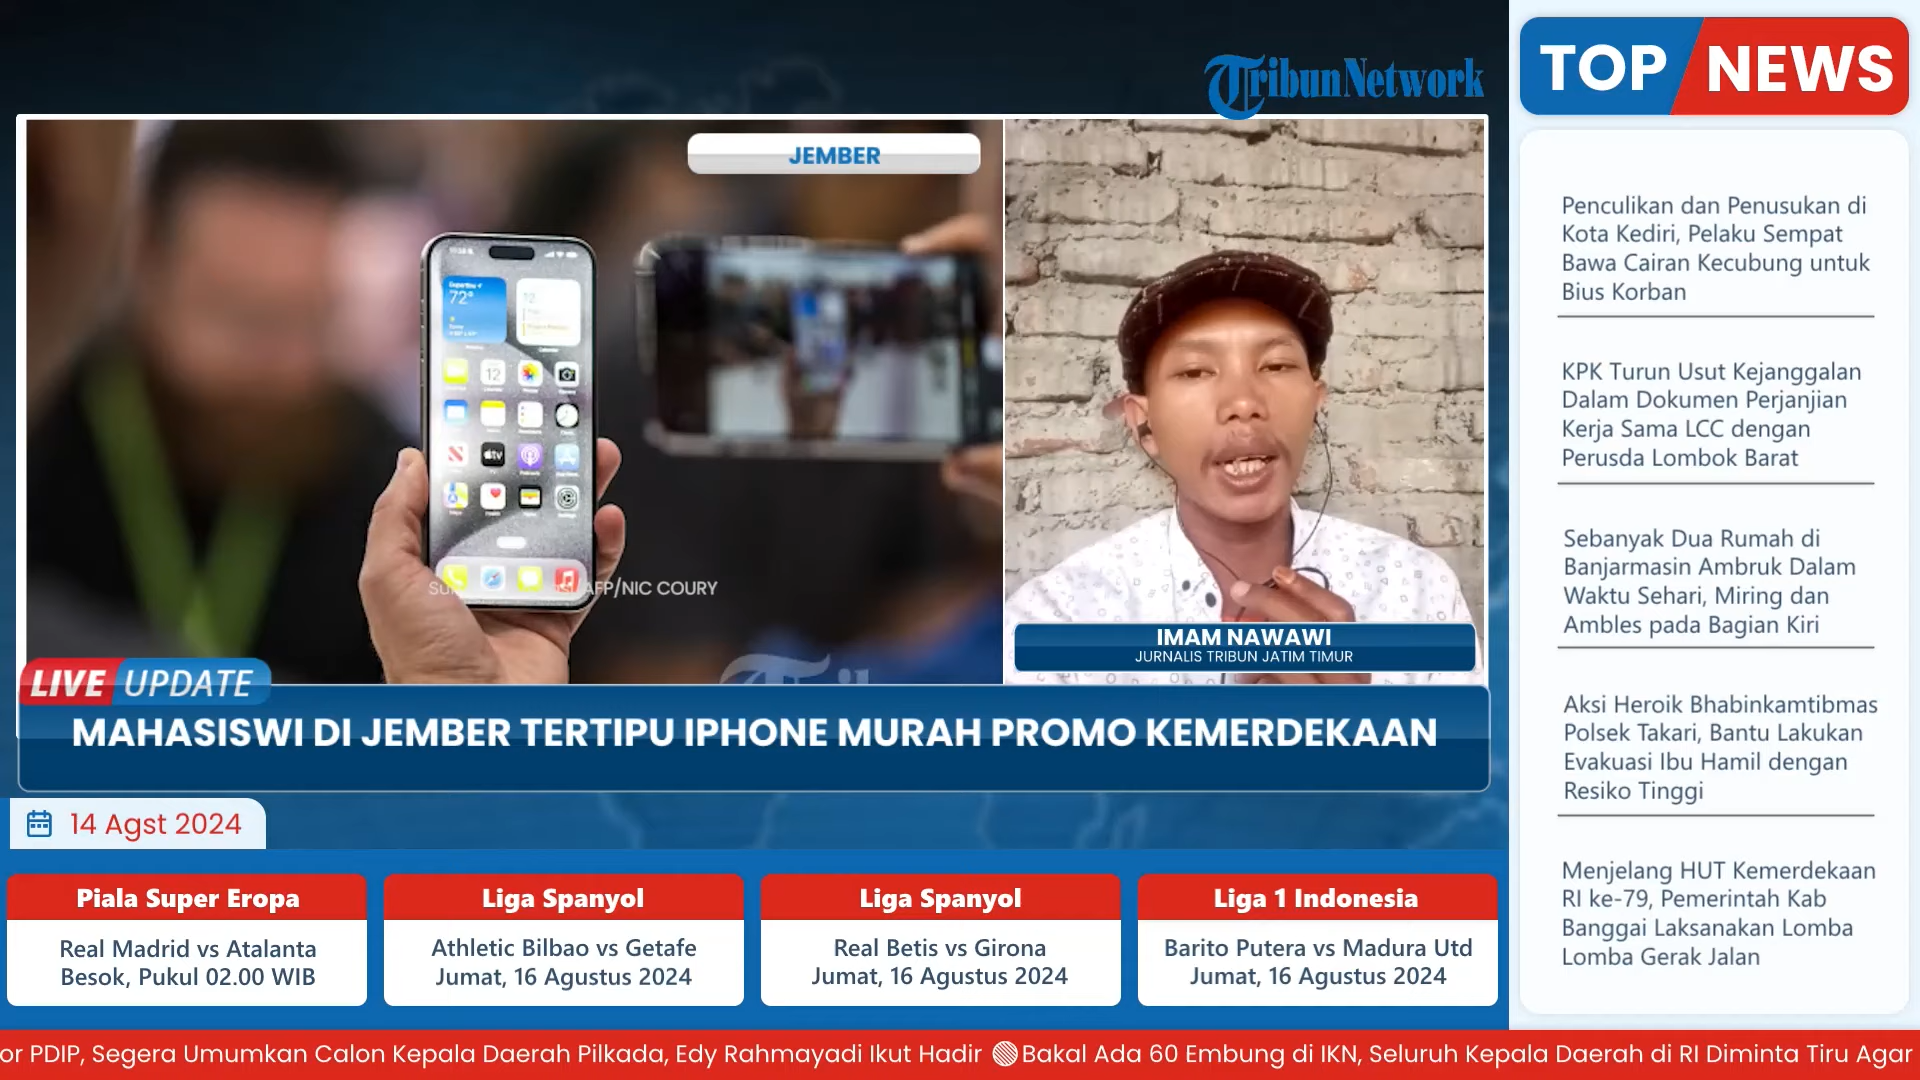 TribunNetwork
TOP NEWS
JEMBER
72°
12
tv
AFP/NIC COURY
IMAM NAWAWI
JURNALIS TRIBUN JATIM TIMUR
LIVE UPDATE
MAHASISWI DI JEMBER TERTIPU IPHONE MURAH PROMO KEMERDEKAAN
14 Agst 2024
Piala Super Eropa
Real Madrid vs Atalanta
Besok, Pukul 02.00 WIB
Liga Spanyol
Athletic Bilbao vs Getafe
Jumat, 16 Agustus 2024
Liga Spanyol
Real Betis vs Girona
Jumat, 16 Agustus 2024
Liga 1 Indonesia
Barito Putera vs Madura Utd
Jumat, 16 Agustus 2024
Penculikan dan Penusukan di
Kota Kediri, Pelaku Sempat
Bawa Cairan Kecubung untuk
Bius Korban
KPK Turun Usut Kejanggalan
Dalam Dokumen Perjanjian
Kerja Sama LCC dengan
Perusda Lombok Barat
Sebanyak Dua Rumah di
Banjarmasin Ambruk Dalam
Waktu Sehari, Miring dan
Ambles pada Bagian Kiri
Aksi Heroik Bhabinkamtibmas
Polsek Takari, Bantu Lakukan
Evakuasi Ibu Hamil dengan
Resiko Tinggi
Menjelang HUT Kemerdekaan
RI ke-79, Pemerintah Kab
Banggai Laksanakan Lomba
Lomba Gerak Jalan
or PDIP, Segera Umumkan Calon Kepala Daerah Pilkada, Edy Rahmayadi Ikut Hadir Bakal Ada 60 Embung di IKN, Seluruh Kepala Daerah di RI Diminta Tiru Agar